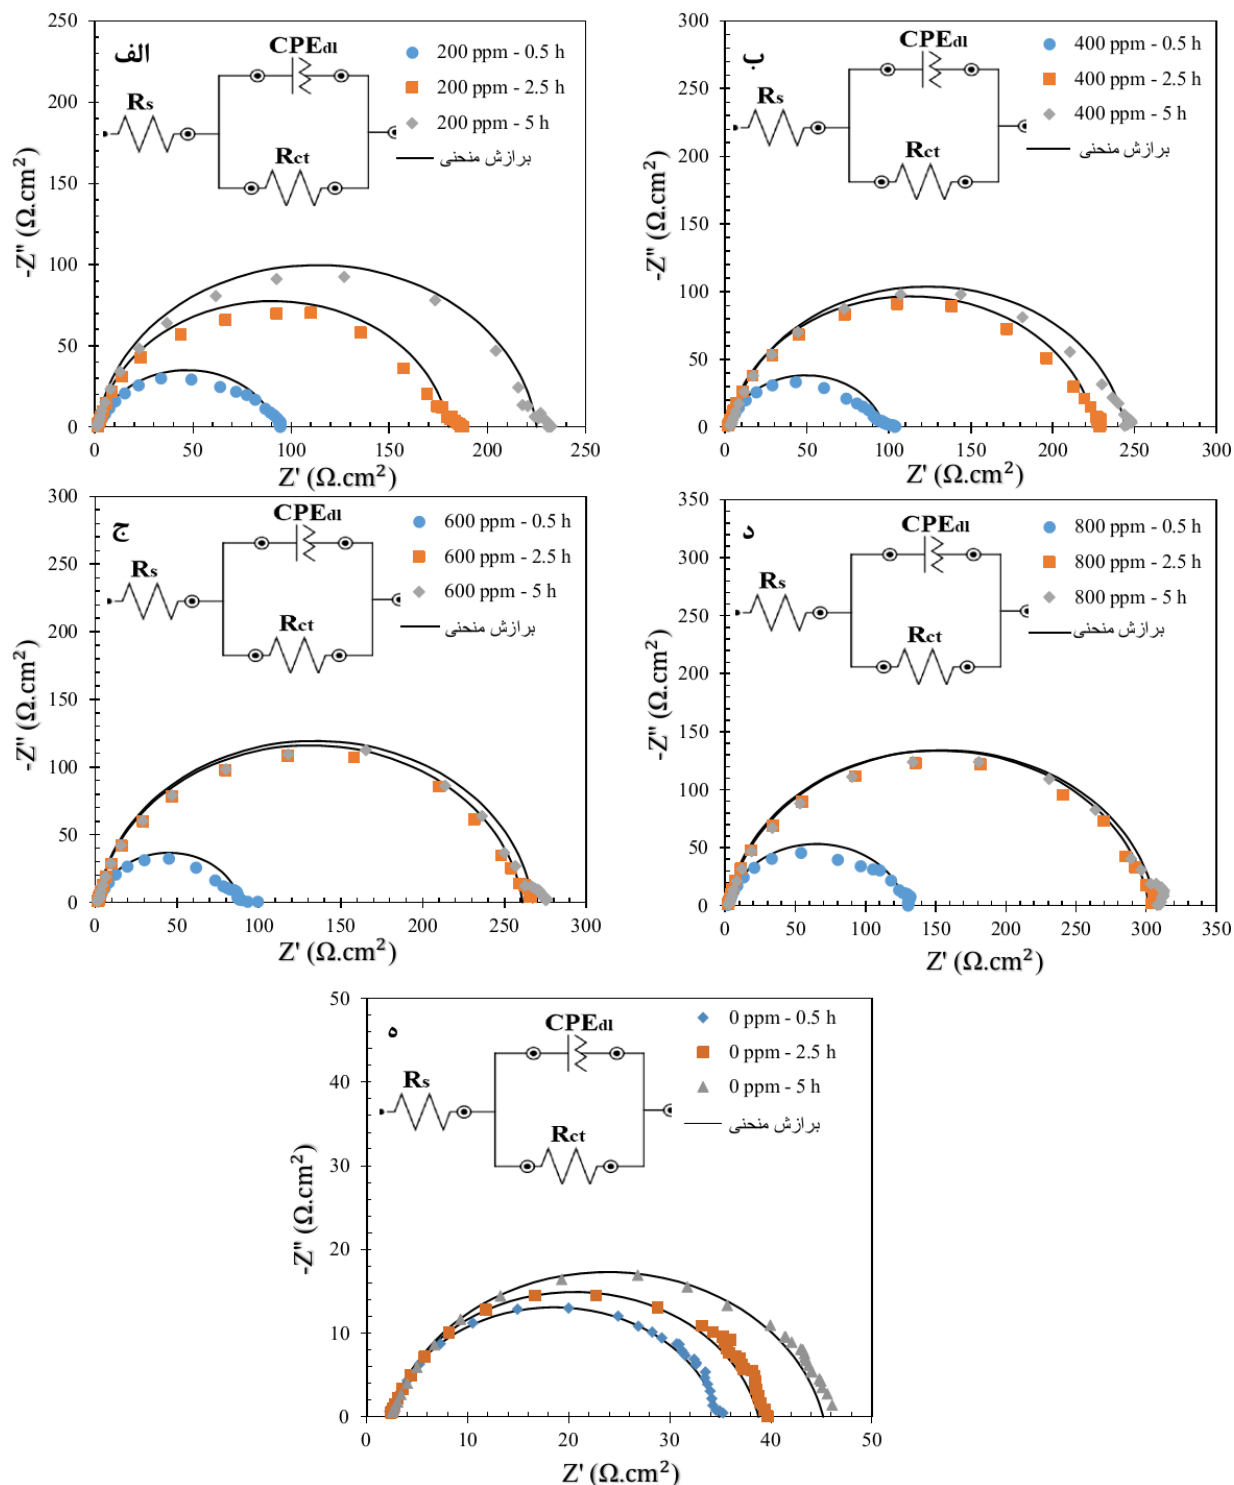 الف
200 ppm - 0.5 h
200 ppm - 2.5 h
200 ppm - 5 h
برازش منحنی
CPEdl
Rs
Rct
-Z" (Ω.cm²)
250
200
150
100
50
0
0 50 100 150 200 250
Z' (Ω.cm²)
ب
400 ppm - 0.5 h
400 ppm - 2.5 h
400 ppm - 5 h
برازش منحنی
CPEdl
Rs
Rct
-Z" (Ω.cm²)
300
250
200
150
100
50
0
0 50 100 150 200 250 300
Z' (Ω.cm²)
ج
600 ppm - 0.5 h
600 ppm - 2.5 h
600 ppm - 5 h
برازش منحنی
CPEdl
Rs
Rct
-Z" (Ω.cm²)
300
250
200
150
100
50
0
0 50 100 150 200 250 300
Z' (Ω.cm²)
د
800 ppm - 0.5 h
800 ppm - 2.5 h
800 ppm - 5 h
برازش منحنی
CPEdl
Rs
Rct
-Z" (Ω.cm²)
350
300
250
200
150
100
50
0
0 50 100 150 200 250 300 350
Z' (Ω.cm²)
ه
0 ppm - 0.5 h
0 ppm - 2.5 h
0 ppm - 5 h
برازش منحنی
CPEdl
Rs
Rct
-Z" (Ω.cm²)
50
40
30
20
10
0
0 10 20 30 40 50
Z' (Ω.cm²)